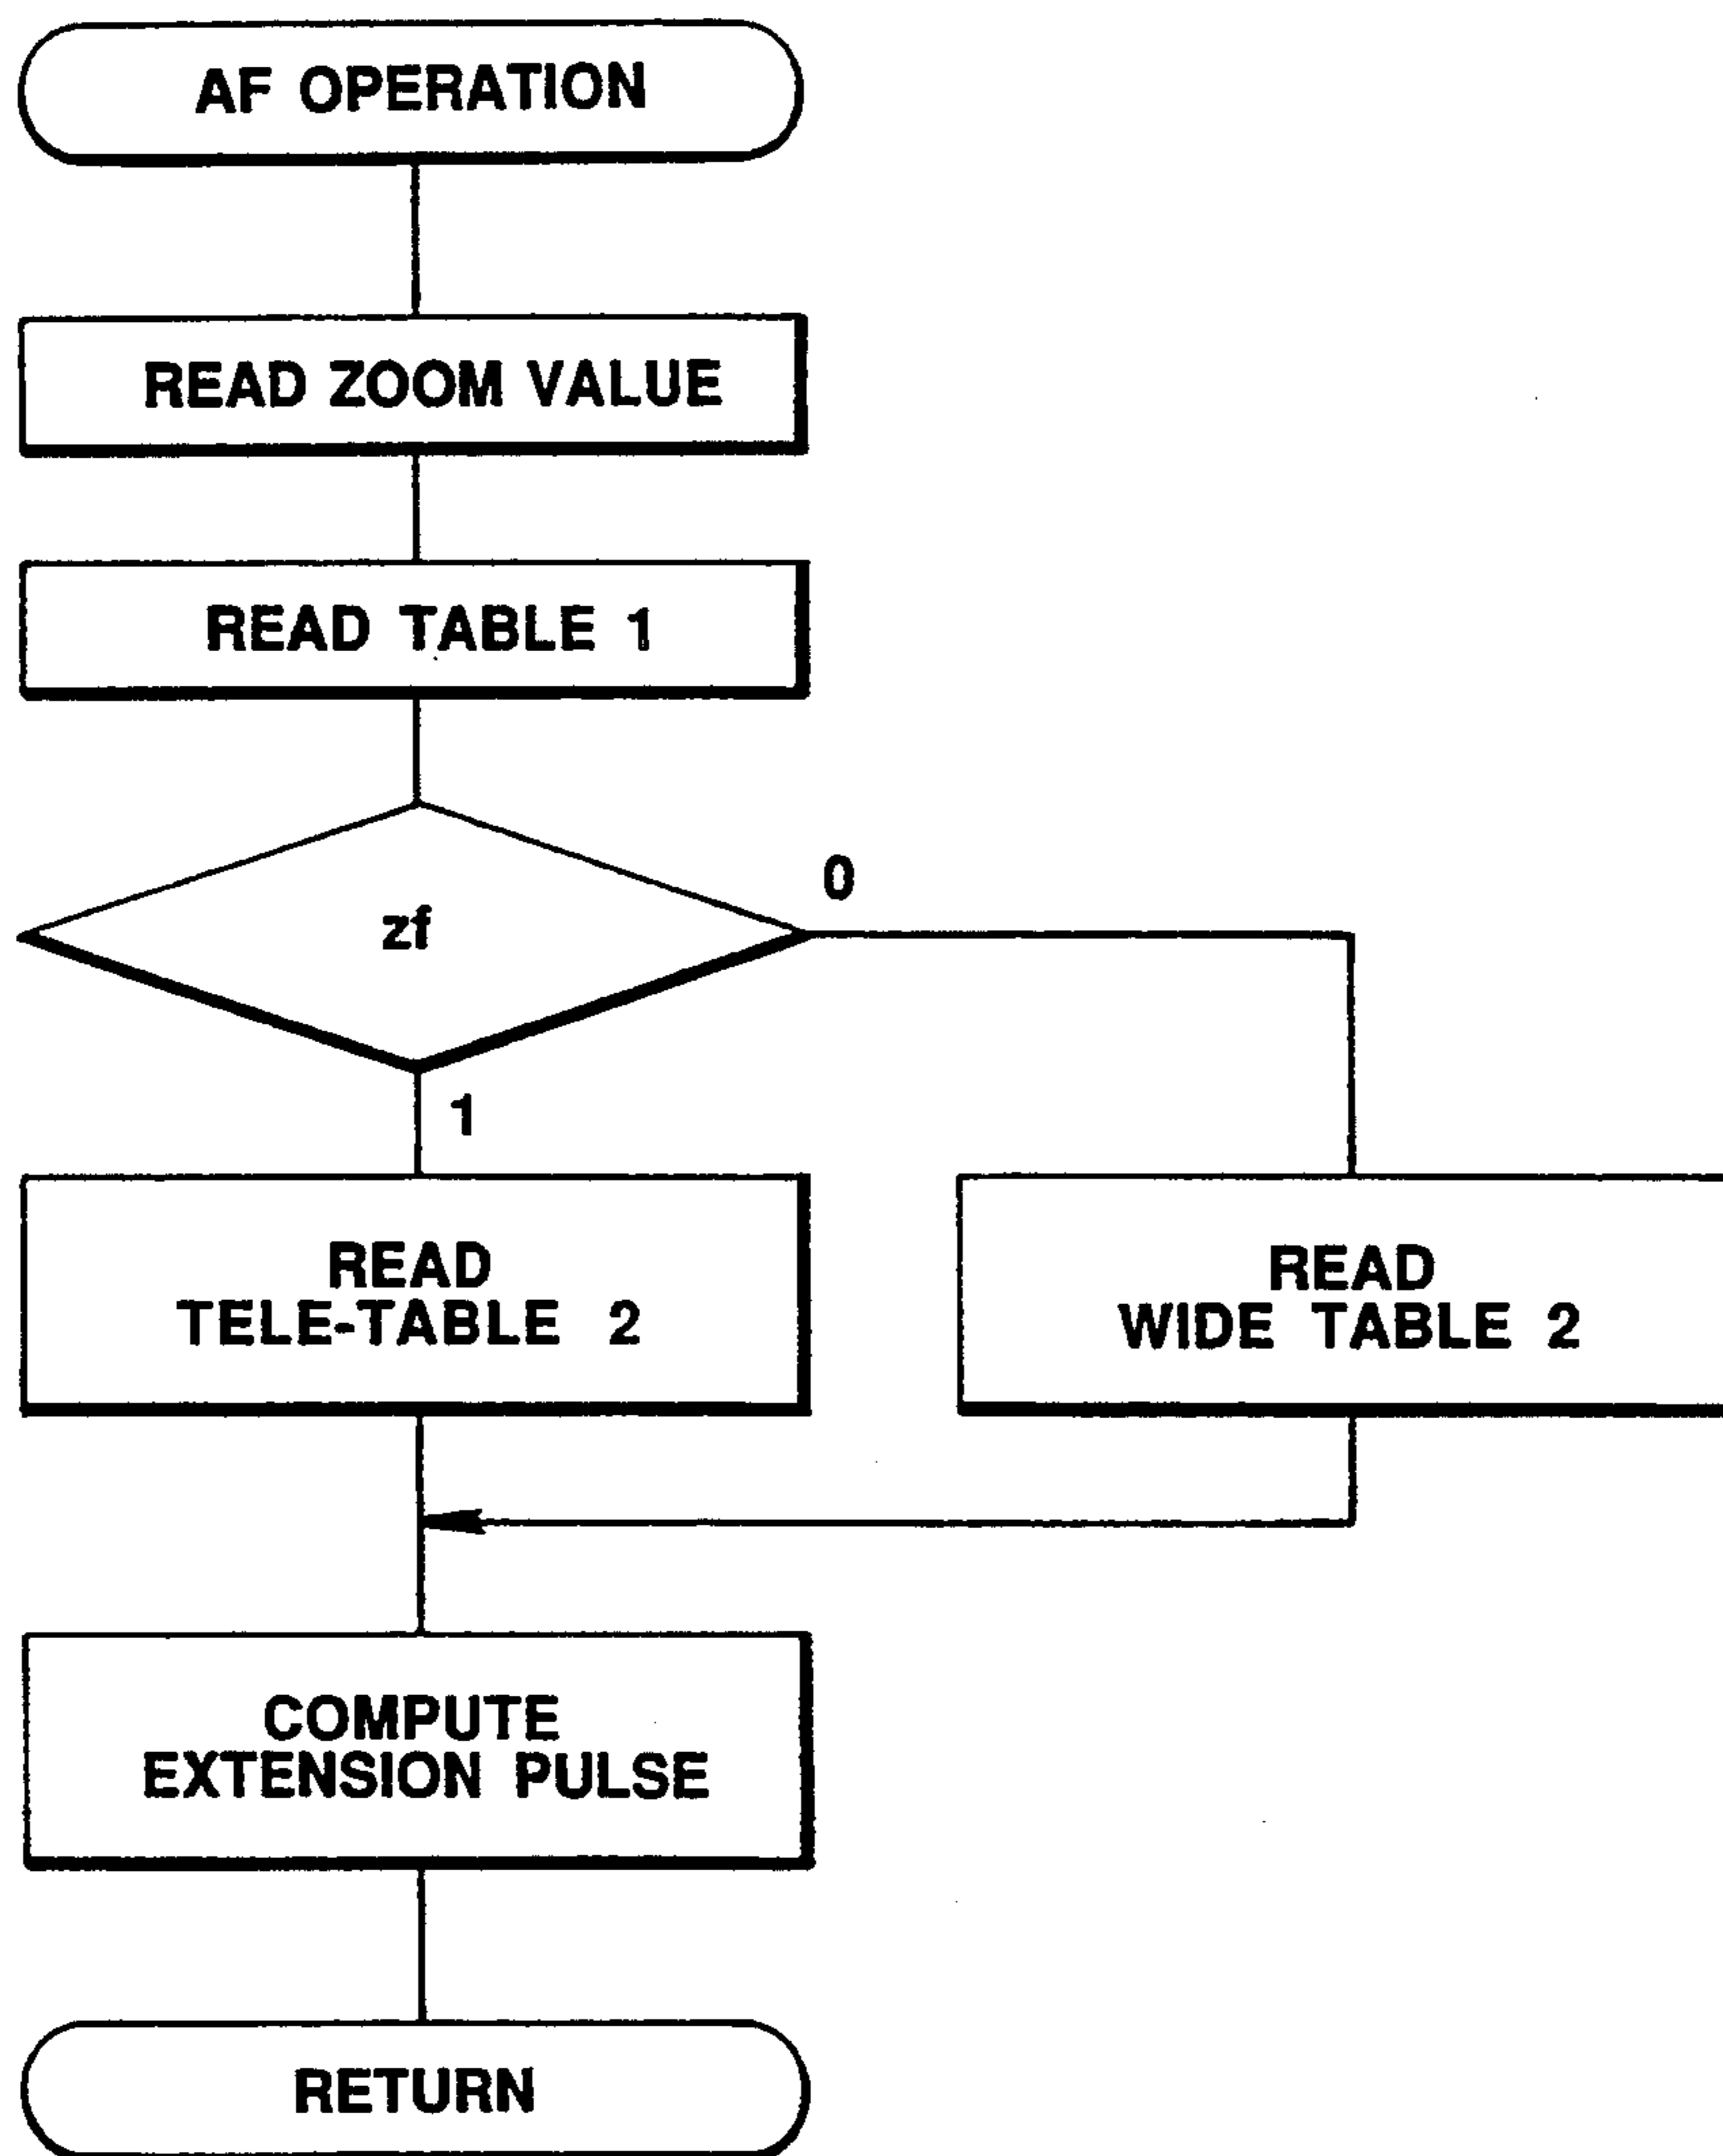 AF OPERATION
READ ZOOM VALUE
READ TABLE 1
zf
0
1
READ
TELE-TABLE 2
READ
WIDE TABLE 2
COMPUTE
EXTENSION PULSE
RETURN